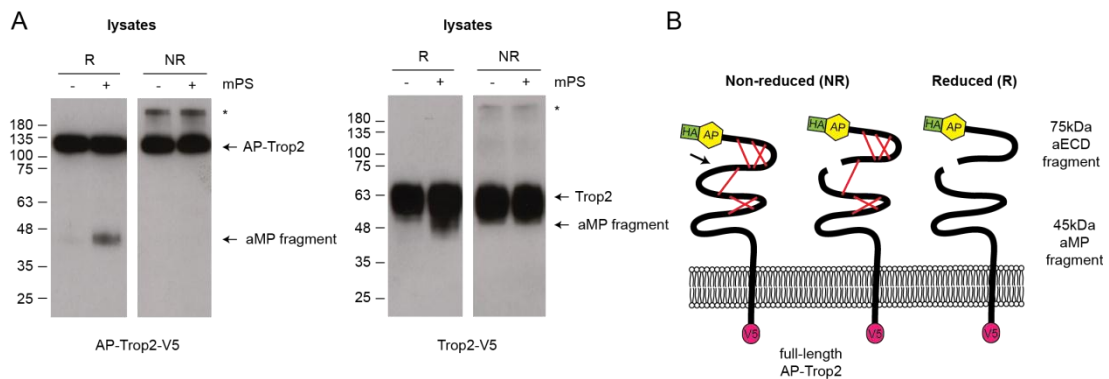 A
lysates
R NR
- + - + mPS
*
180
135
100
75
63
48
35
25
AP-Trop2
aMP fragment
AP-Trop2-V5
lysates
R NR
- + - + mPS
*
180
135
100
75
63
48
35
25
Trop2
aMP fragment
Trop2-V5
B
Non-reduced (NR) Reduced (R)
HA AP HA AP HA AP
75kDa
aECD
fragment
45kDa
aMP
fragment
V5 V5 V5
full-length
AP-Trop2